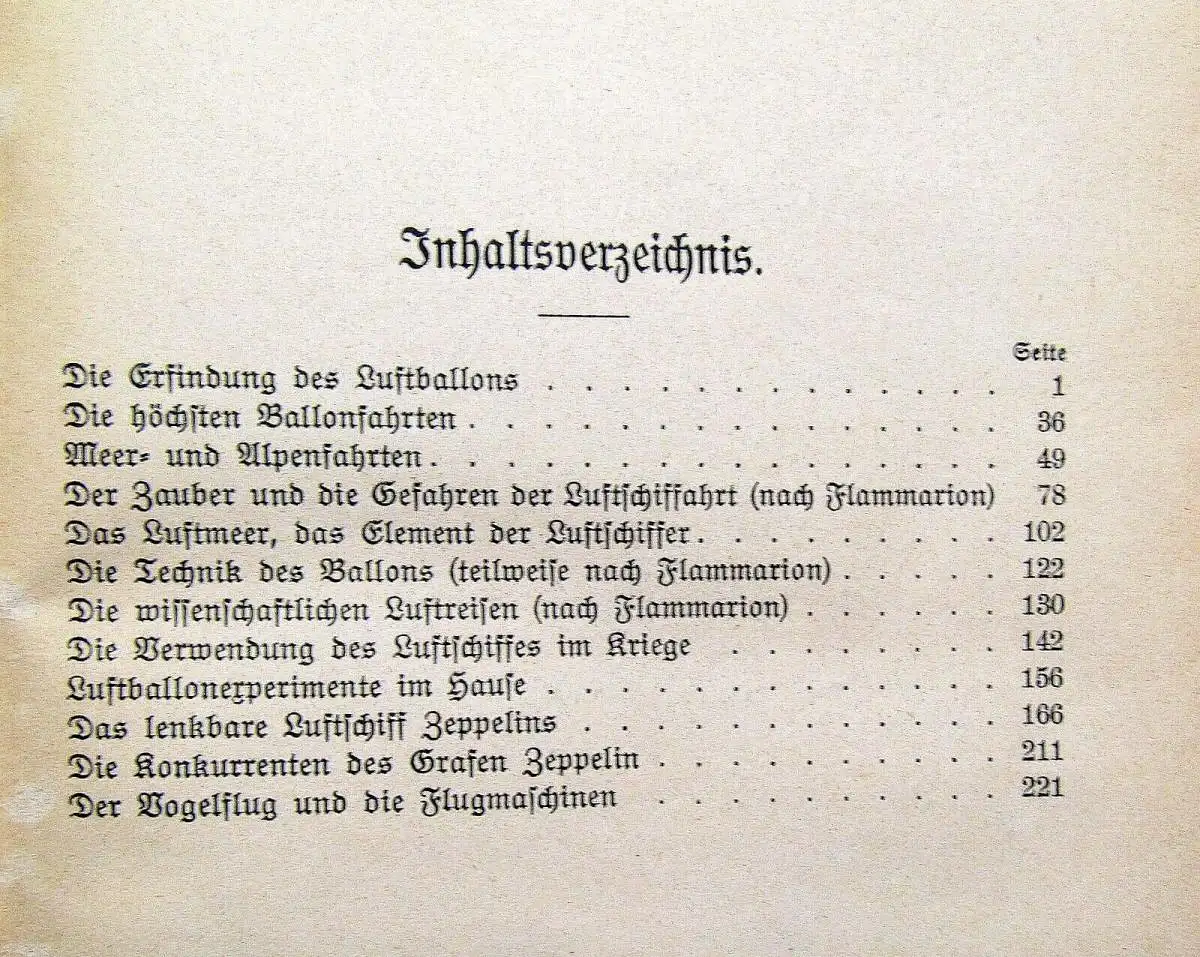 Inhaltsverzeichnis.
Seite
Die Erfindung des Luftballons . . . . . . . . . . . . . 1
Die höchsten Ballonfahrten . . . . . . . . . . . . . . . 36
Meer- und Alpenfahrten . . . . . . . . . . . . . . . 49
Der Zauber und die Gefahren der Luftschiffahrt (nach Flammarion) 78
Das Luftmeer, das Element der Luftschiffer . . . . . . . . . 102
Die Technik des Ballons (teilweise nach Flammarion) . . . . . 122
Die wissenschaftlichen Luftreisen (nach Flammarion) . . . . . . 130
Die Verwendung des Luftschiffes im Kriege . . . . . . . . 142
Luftballonexperimente im Hause . . . . . . . . . . . . . 156
Das lenkbare Luftschiff Zeppelins . . . . . . . . . . . . 166
Die Konkurrenten des Grafen Zeppelin . . . . . . . . . . 211
Der Vogelflug und die Flugmaschinen . . . . . . . . . . 221